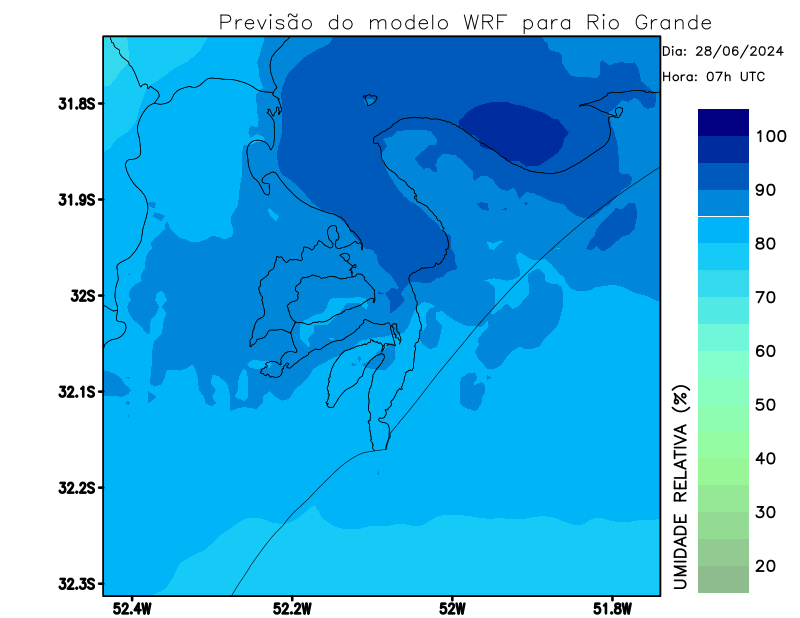 Previsão do modelo WRF para Rio Grande
Dia: 28/06/2024
Hora: 07h UTC
31.8S
31.9S
32S
32.1S
32.2S
32.3S
52.4W
52.2W
52W
51.8W
100
90
80
70
60
50
40
30
20
UMIDADE RELATIVA (%)